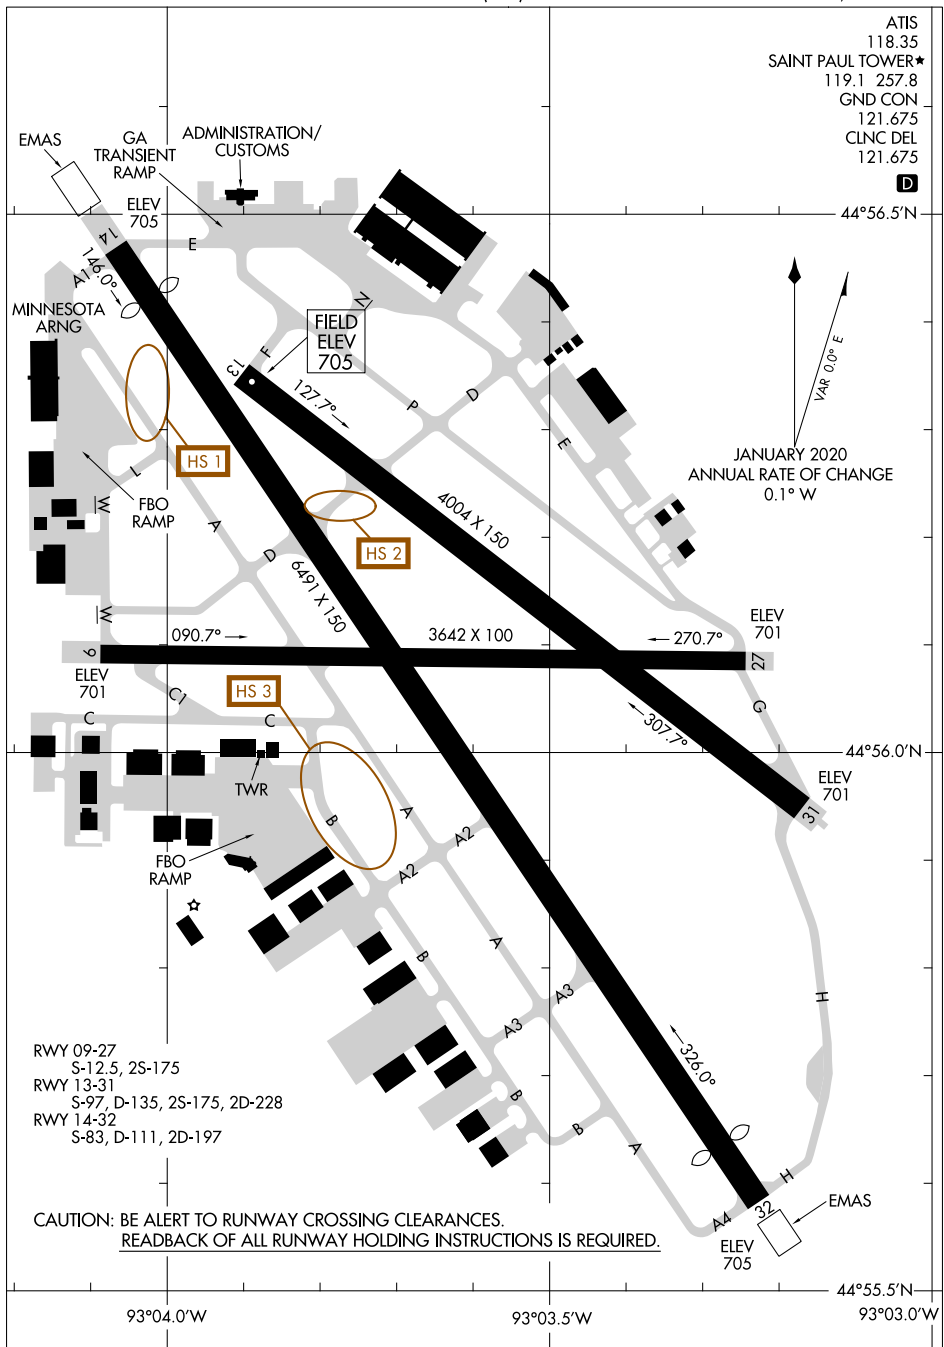 ATIS
118.35
SAINT PAUL TOWER★
119.1 257.8
GND CON
121.675
CLNC DEL
121.675
D
EMAS
GA
TRANSIENT
RAMP
ADMINISTRATION/
CUSTOMS
ELEV
705
44°56.5'N
14
E
A1
146.0°
MINNESOTA
ARNG
N
FIELD
ELEV
705
F
13
127.7°
VAR 0.0° E
P
D
E
HS 1
JANUARY 2020
ANNUAL RATE OF CHANGE
0.1° W
L
FBO
RAMP
W
A
D
HS 2
4004 X 150
6491 X 150
W
090.7°
3642 X 100
270.7°
ELEV
701
9
27
ELEV
701
C1
HS 3
G
C
C
307.7°
44°56.0'N
TWR
ELEV
701
31
B
A
A2
A2
FBO
RAMP
B
A
A3
A3
H
326.0°
RWY 09-27
S-12.5, 2S-175
RWY 13-31
S-97, D-135, 2S-175, 2D-228
RWY 14-32
S-83, D-111, 2D-197
B
B
A
H
32
A4
EMAS
CAUTION: BE ALERT TO RUNWAY CROSSING CLEARANCES.
READBACK OF ALL RUNWAY HOLDING INSTRUCTIONS IS REQUIRED.
ELEV
705
44°55.5'N
93°04.0'W
93°03.5'W
93°03.0'W